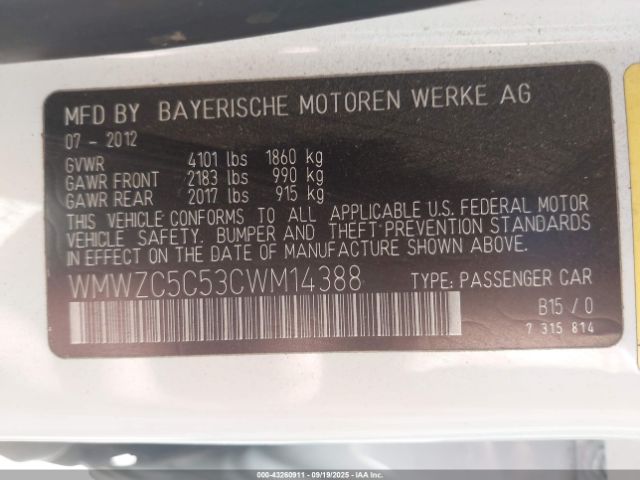 MFD BY BAYERISCHE MOTOREN WERKE AG
07 - 2012
GVWR 4101 lbs 1860 kg
GAWR FRONT 2183 lbs 990 kg
GAWR REAR 2017 lbs 915 kg
THIS VEHICLE CONFORMS TO ALL APPLICABLE U.S. FEDERAL MOTOR
VEHICLE SAFETY, BUMPER AND THEFT PREVENTION STANDARDS
IN EFFECT ON THE DATE OF MANUFACTURE SHOWN ABOVE.
WMWZC5C53CWM14388 TYPE: PASSENGER CAR
B15 / 0
7 315 814
000-43260911 - 09/19/2025 - IAAI.COM